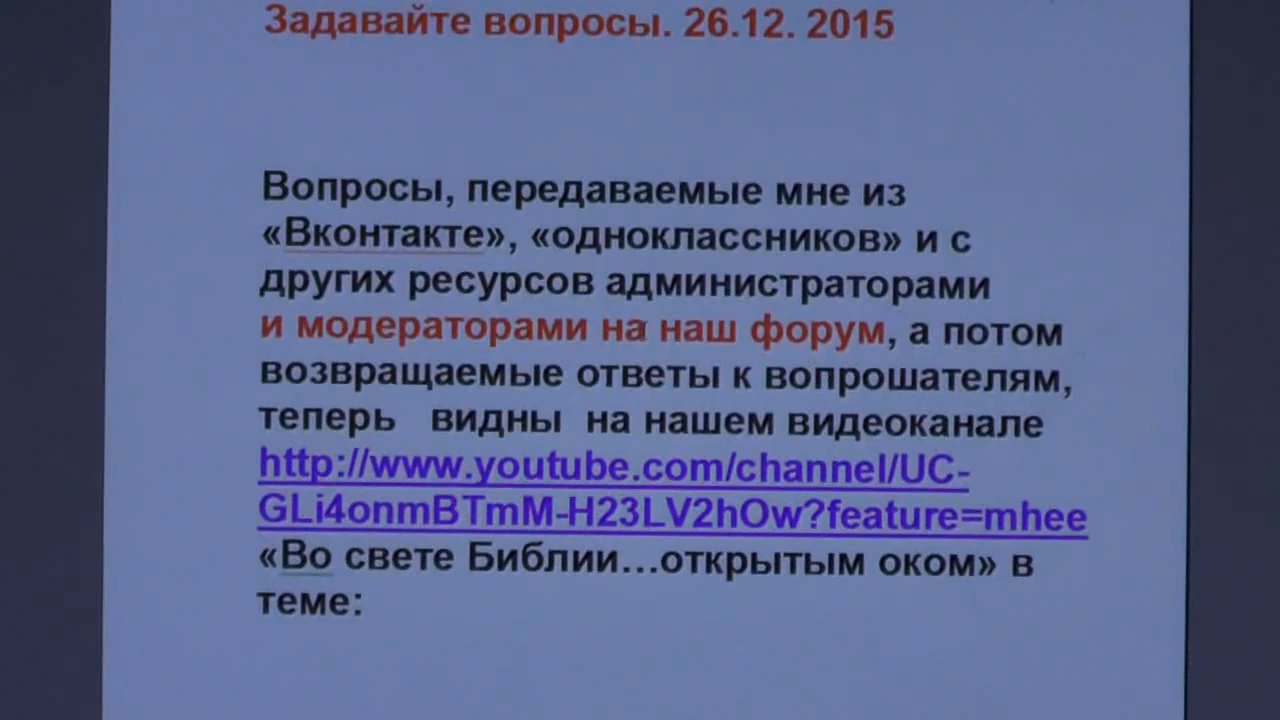 Задавайте вопросы. 26.12. 2015
Вопросы, передаваемые мне из
«Вконтакте», «одноклассников» и с
других ресурсов администраторами
и модераторами на наш форум, а потом
возвращаемые ответы к вопрошателям,
теперь видны на нашем видеоканале
http://www.youtube.com/channel/UC-
GLi4onmBTmM-H23LV2hOw?feature=mhee
«Во свете Библии...открытым оком» в
теме: